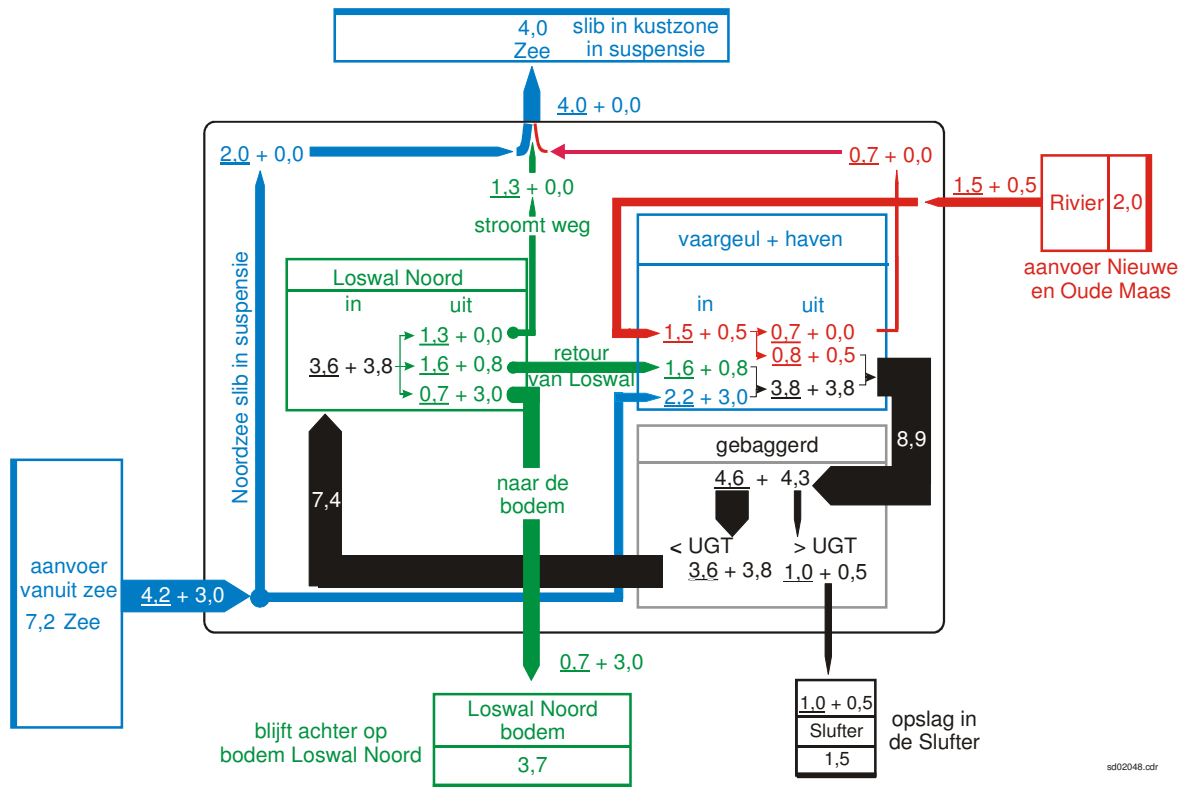 4,0 slib in kustzone
Zee in suspensie
4,0 + 0,0
2,0 + 0,0
0,7 + 0,0
1,3 + 0,0
stroomt weg
1,5 + 0,5
Rivier 2,0
aanvoer Nieuwe
en Oude Maas
Noordzee slib in suspensie
Loswal Noord
in uit
1,3 + 0,0
3,6 + 3,8
1,6 + 0,8
0,7 + 3,0
retour
van Loswal
vaargeul + haven
in uit
1,5 + 0,5
0,7 + 0,0
0,8 + 0,5
1,6 + 0,8
3,8 + 3,8
2,2 + 3,0
8,9
gebaggerd
4,6 + 4,3
< UGT > UGT
3,6 + 3,8 1,0 + 0,5
7,4
naar de
bodem
aanvoer
vanuit zee
7,2 Zee
4,2 + 3,0
0,7 + 3,0
blijft achter op
bodem Loswal Noord
Loswal Noord
bodem
3,7
1,0 + 0,5
Slufter
1,5
opslag in
de Slufter
sd02048.cdr